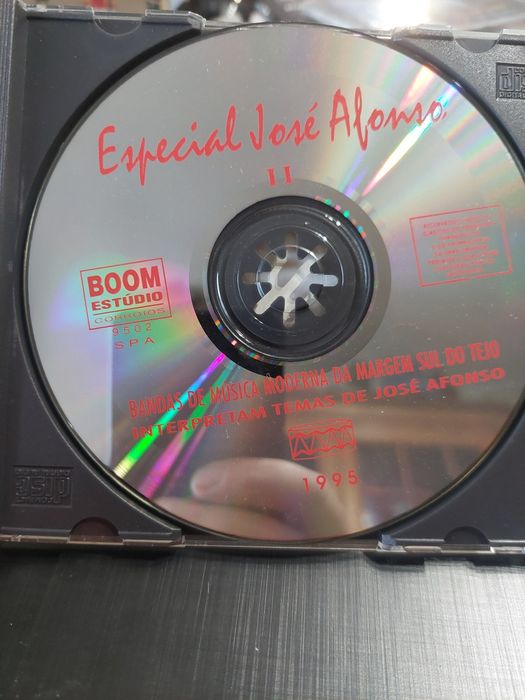 Especial José Afonso
II
BOOM
ESTÚDIO
CORROIOS
9502
SPA
BANDAS DE MÚSICA MODERNA DA MARGEM SUL DO TEJO
INTERPRETAM TEMAS DE JOSÉ AFONSO
1995